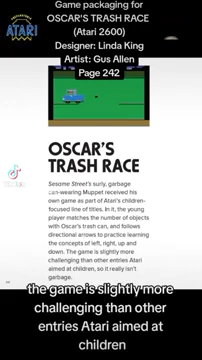 Game packaging for
OSCAR'S TRASH RACE
(Atari 2600)
Designer: Linda King
Artist: Gus Allen
Page 242
ATARI
OSCAR'S
TRASH RACE
Sesame Street's surly, garbage
can-wearing Muppet received his
own game as part of Atari's children-
focused line of titles. In it, the young
player matches the number of objects
with Oscar's trash can, and follows
directional arrows to practice learning
the concepts of left, right, up and
down. The game is slightly more
challenging than other entries Atari
aimed at children, so it really isn't
garbage.
the game is slightly more
challenging than other
entries Atari aimed at
children